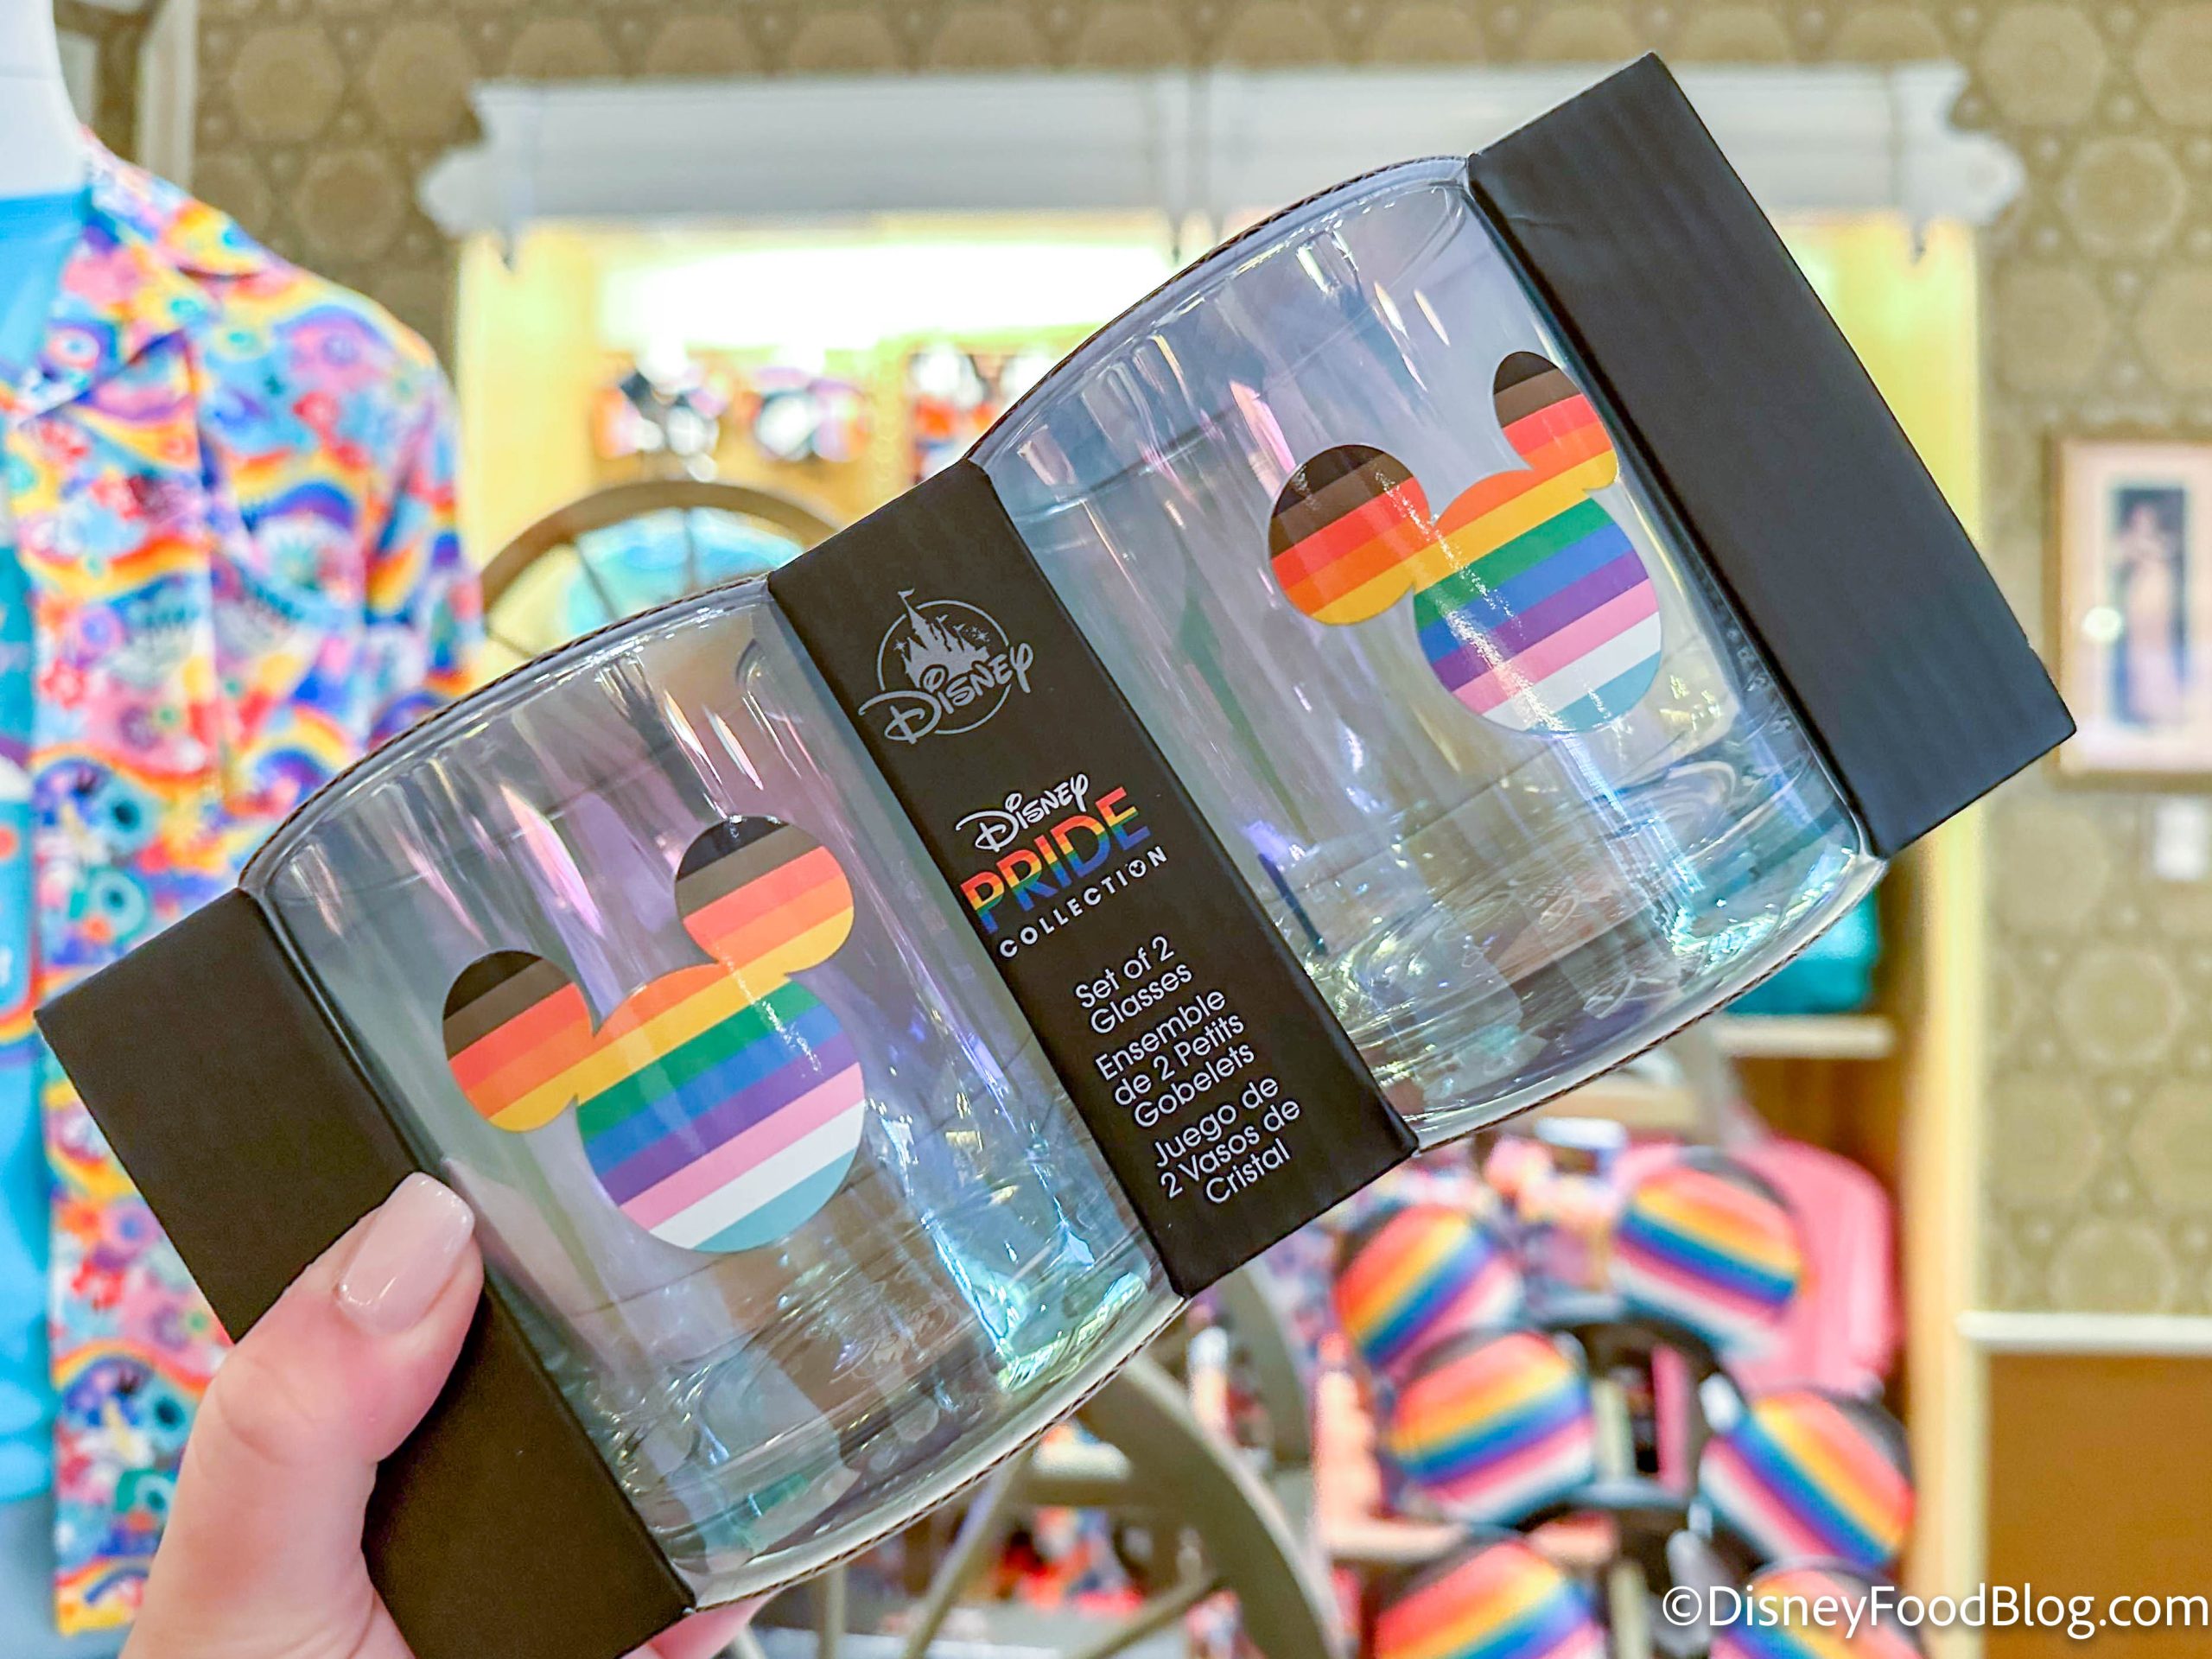 Disney
Disney
PRIDE
COLLECTION
Set of 2
Glasses
Ensemble
de 2 Petits
Gobelets
Juego de
2 Vasos de
Cristal
©DisneyFoodBlog.com